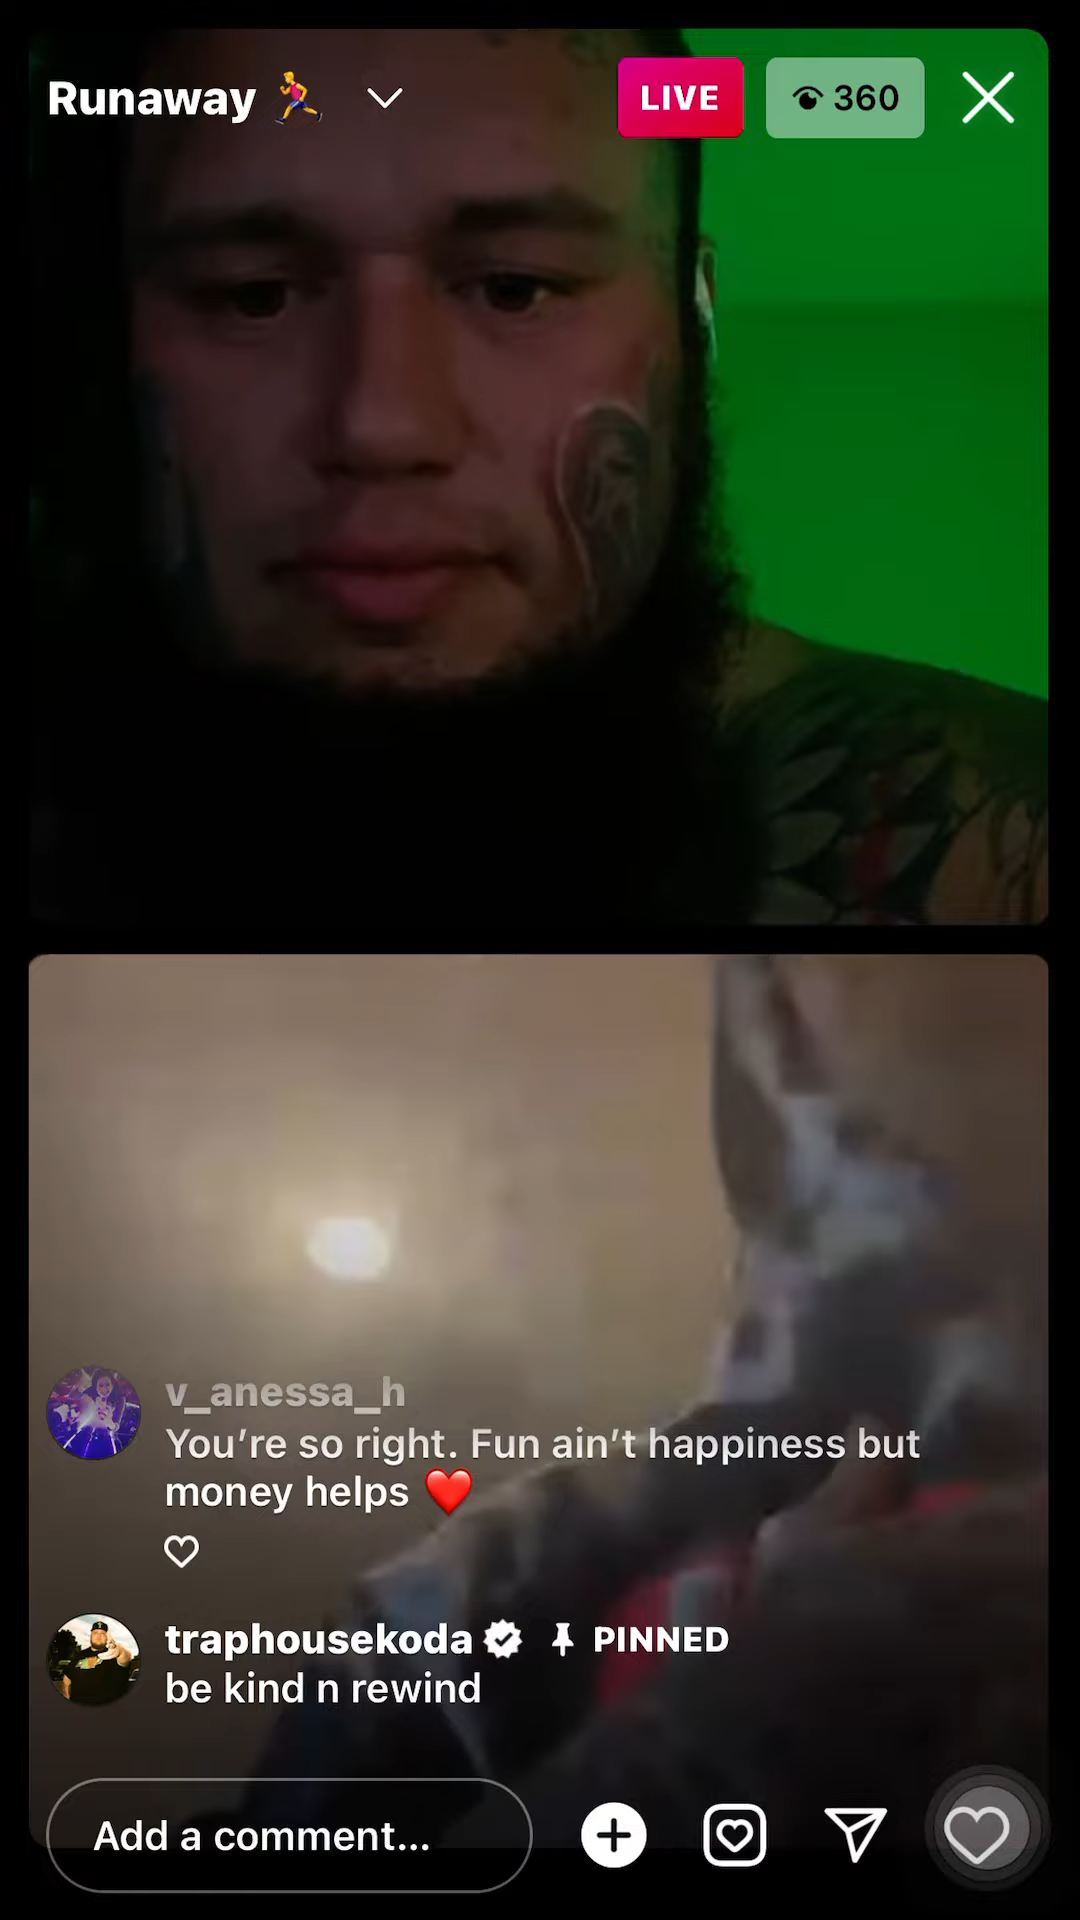 Runaway 🏃
LIVE
360
v_anessa_h
You’re so right. Fun ain’t happiness but
money helps ❤️
traphousekoda PINNED
be kind n rewind
Add a comment...